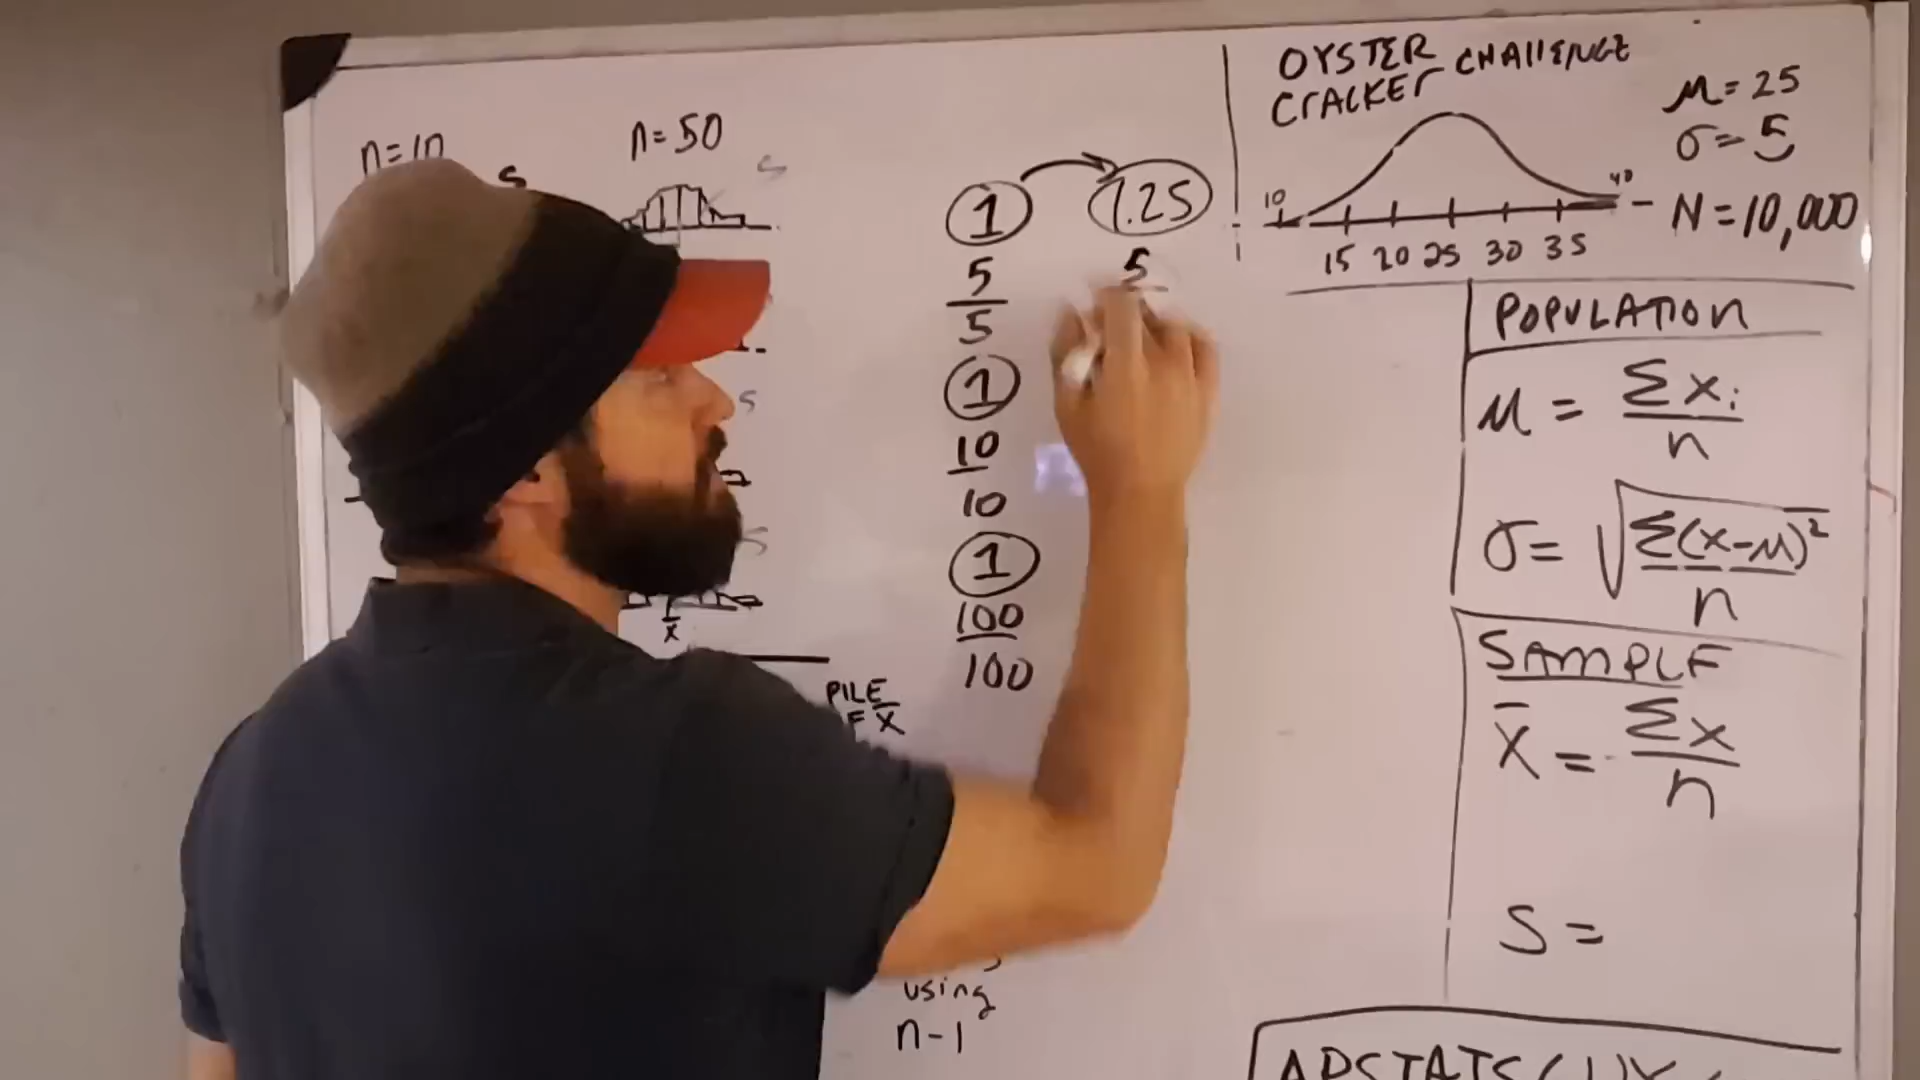 n=10
n=50
S
S
S
S
x̄
PILE
F x̄
1
5
5
1
10
10
1
100
100
1.25
5
using
n-1
OYSTER
CRACKER CHALLENGE
μ=25
σ=5
N=10,000
10
40
15 20 25 30 35
POPULATION
μ = Σxᵢ
n
σ= √Σ(x-μ)²
n
SAMPLE
x̄ = Σx
n
S =
APSTATSGUY